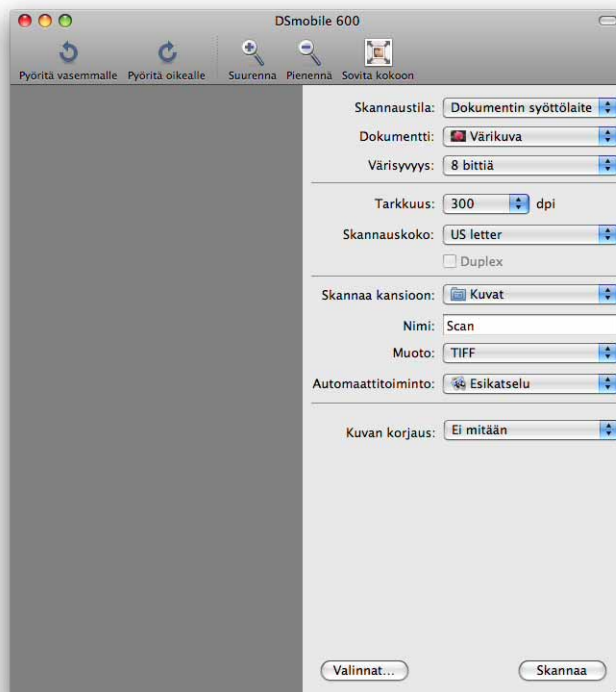 DSmobile 600
Pyöritä vasemmalle Pyöritä oikealle Suurenna Pienennä Sovita kokoon
Skannaustila: Dokumentin syöttölaite
Dokumentti: Värikuva
Värisyvyys: 8 bittiä
Tarkkuus: 300 dpi
Skannauskoko: US letter
Duplex
Skannaa kansioon: Kuvat
Nimi: Scan
Muoto: TIFF
Automaattitoiminto: Esikatselu
Kuvan korjaus: Ei mitään
Valinnat... Skannaa